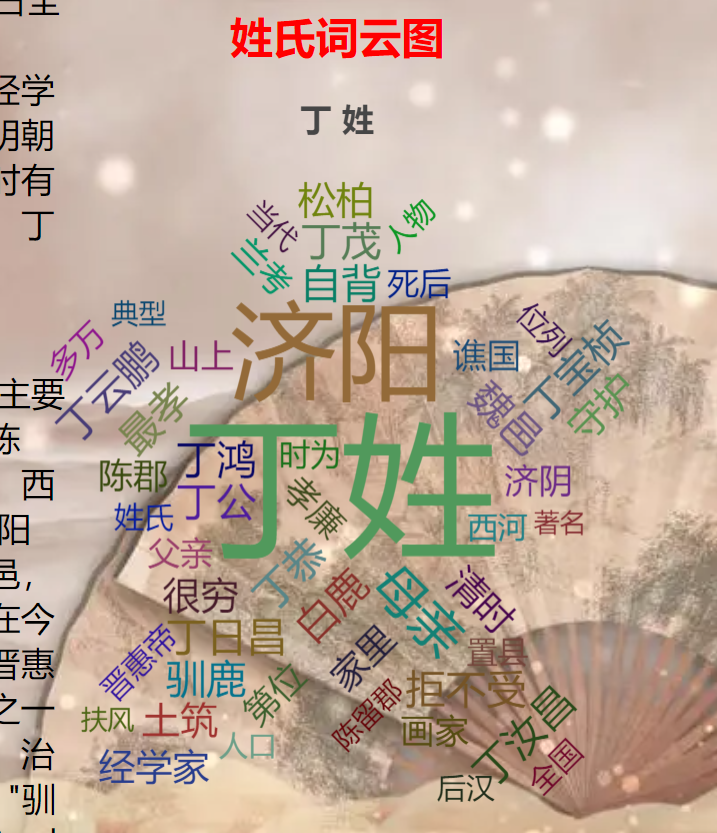 姓氏词云图
丁 姓
松柏
当代
丁茂
人物
兰考
自背
死后
典型
位列
多万
丁云鹏
山上
济阳
谯国
丁宝桢
最孝
魏邑
守护
丁姓
丁鸿
时为
陈郡
丁公
孝廉
济阴
姓氏
西河
著名
父亲
丁恭
很穷
白鹿
母亲
清时
丁日昌
家里
置县
晋惠帝
驯鹿
第位
拒不受
陈留郡
扶风
土筑
画家
丁汝昌
人口
经学家
后汉
全国
经学
明朝
时有
丁
主要
陈
西
阳
邑，
在今
晋惠
之一
治
"驯